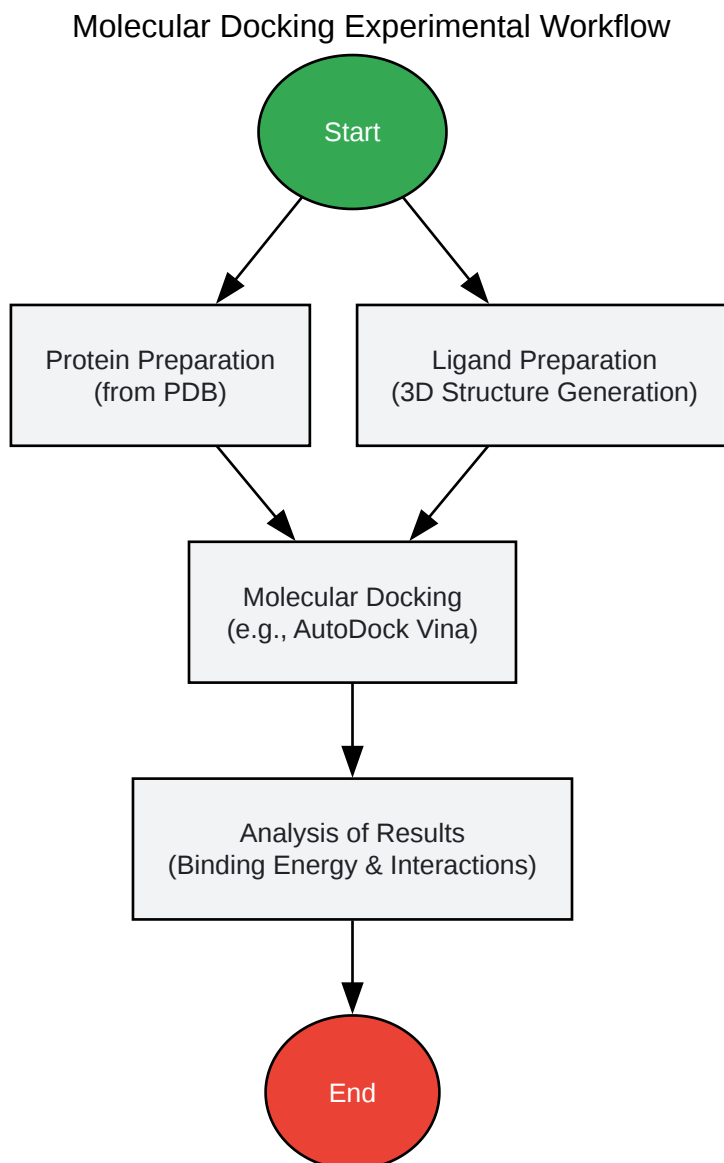 Molecular Docking Experimental Workflow
Start
Protein Preparation
(from PDB)
Ligand Preparation
(3D Structure Generation)
Molecular Docking
(e.g., AutoDock Vina)
Analysis of Results
(Binding Energy & Interactions)
End